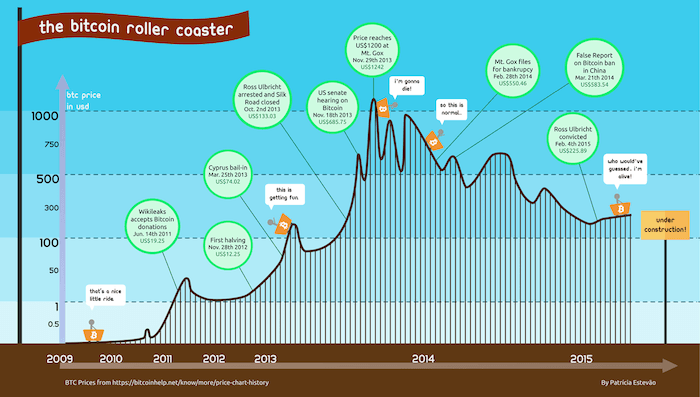 the bitcoin roller coaster
btc price
in usd
1000
750
500
300
100
50
1
0.5
that's a nice
little ride.
Wikileaks
accepts Bitcoin
donations
Jun. 14th 2011
US$19.25
First halving
Nov. 28th 2012
US$12.25
Cyprus bail-in
Mar. 25th 2013
US$74.02
this is
getting fun.
Ross Ulbricht
arrested and Silk
Road closed
Oct. 2nd 2013
US$133.03
US senate
hearing on
Bitcoin
Nov. 18th 2013
US$685.75
Price reaches
US$1200 at
Mt. Gox
Nov. 29th 2013
US$1242
i'm gonna
die!
so this is
normal..
Mt. Gox files
for bankrupcy
Feb. 28th 2014
US$550.46
False Report
on Bitcoin ban
in China
Mar. 21th 2014
US$583.54
Ross Ulbricht
convicted
Feb. 4th 2015
US$225.89
who would've
guessed. i'm
alive!
under
construction!
2009
2010
2011
2012
2013
2014
2015
BTC Prices from https://bitcoinhelp.net/know/more/price-chart-history
By Patrícia Estevão